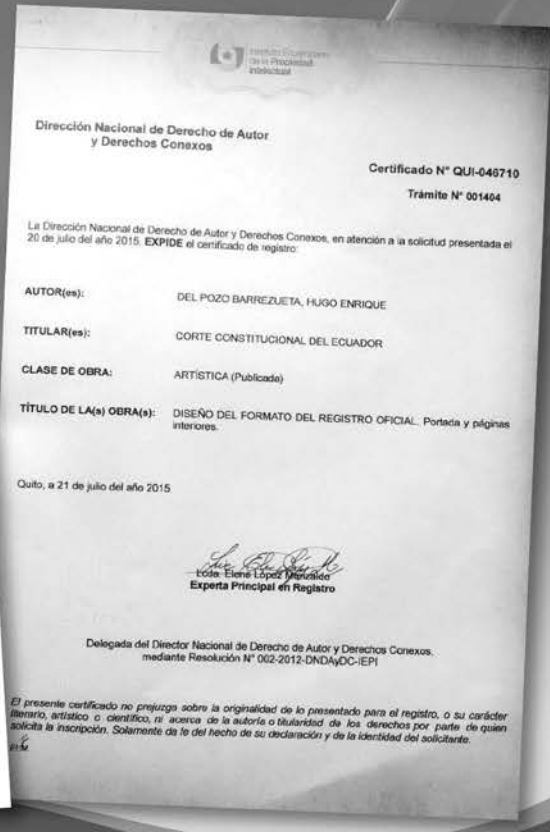 Instituto Ecuatoriano
de la Propiedad
Intelectual
Dirección Nacional de Derecho de Autor
y Derechos Conexos
Certificado N° QUI-046710
Trámite N° 001404
La Dirección Nacional de Derecho de Autor y Derechos Conexos, en atención a la solicitud presentada el
20 de julio del año 2015, EXPIDE el certificado de registro:
AUTOR(es): DEL POZO BARREZUETA, HUGO ENRIQUE
TITULAR(es): CORTE CONSTITUCIONAL DEL ECUADOR
CLASE DE OBRA: ARTÍSTICA (Publicada)
TÍTULO DE LA(s) OBRA(s): DISEÑO DEL FORMATO DEL REGISTRO OFICIAL. Portada y páginas
interiores.
Quito, a 21 de julio del año 2015
Lcda. Elena López
Experta Principal en Registro
Delegada del Director Nacional de Derecho de Autor y Derechos Conexos,
mediante Resolución N° 002-2012-DNDAyDC-IEPI
El presente certificado no prejuzga sobre la originalidad de lo presentado para el registro, o su carácter
literario, artístico o científico, ni acerca de la autoría o titularidad de los derechos por parte de quien
solicita la inscripción. Solamente da fe del hecho de su declaración y de la identidad del solicitante.